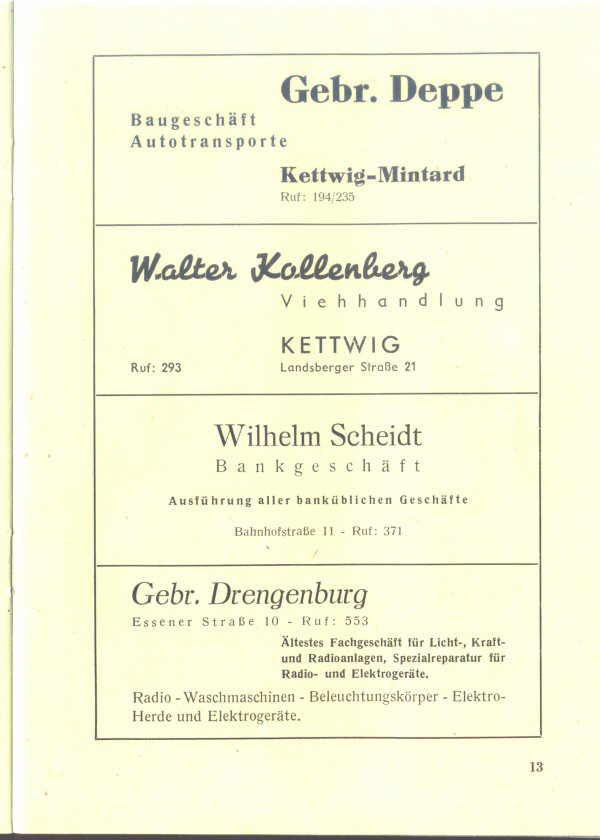 Gebr. Deppe
Baugeschäft
Autotransporte
Kettwig-Mintard
Ruf: 194/235
Walter Kollenberg
Viehhandlung
KETTWIG
Ruf: 293 Landsberger Straße 21
Wilhelm Scheidt
Bankgeschäft
Ausführung aller banküblichen Geschäfte
Bahnhofstraße 11 - Ruf: 371
Gebr. Drengenburg
Essener Straße 10 - Ruf: 553
Ältestes Fachgeschäft für Licht-, Kraft-
und Radioanlagen, Spezialreparatur für
Radio- und Elektrogeräte.
Radio - Waschmaschinen - Beleuchtungskörper - Elektro-
Herde und Elektrogeräte.
13